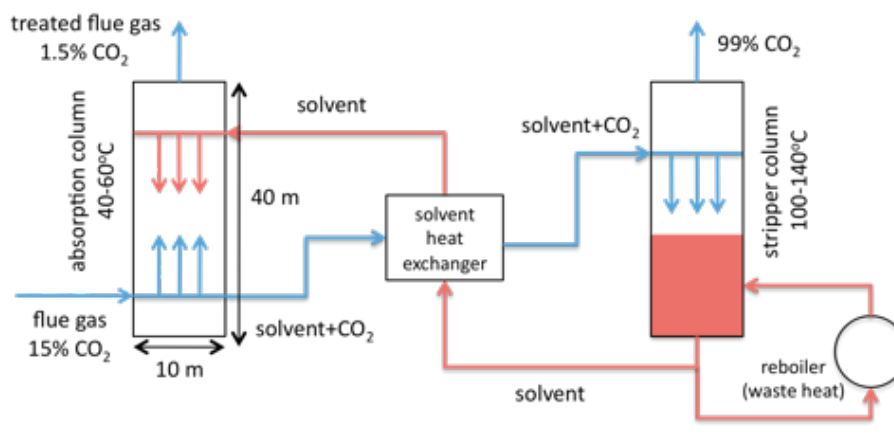 treated flue gas
1.5% CO₂
absorption column
40-60°C
solvent
40 m
flue gas
15% CO₂
10 m
solvent+CO₂
solvent
heat
exchanger
solvent+CO₂
99% CO₂
stripper column
100-140°C
solvent
reboiler
(waste heat)